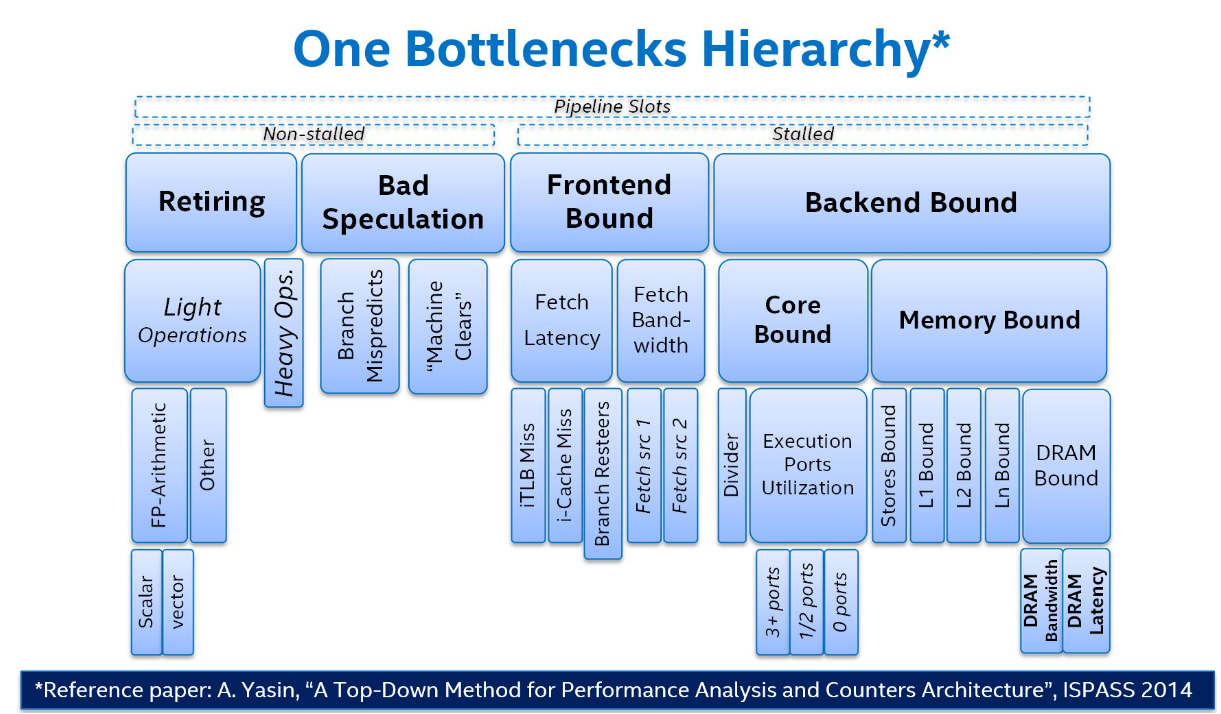 One Bottlenecks Hierarchy*
Pipeline Slots
Non-stalled
Stalled
Retiring
Bad
Speculation
Frontend
Bound
Backend Bound
Light
Operations
Heavy Ops.
Branch
Mispredicts
“Machine
Clears”
Fetch
Latency
Fetch
Band-
width
Core
Bound
Memory Bound
FP-Arithmetic
Other
iTLB Miss
i-Cache Miss
Branch Resteers
Fetch src 1
Fetch src 2
Divider
Execution
Ports
Utilization
Stores Bound
L1 Bound
L2 Bound
Ln Bound
DRAM
Bound
Scalar
vector
3+ ports
1/2 ports
0 ports
DRAM
Bandwidth
DRAM
Latency
*Reference paper: A. Yasin, “A Top-Down Method for Performance Analysis and Counters Architecture”, ISPASS 2014